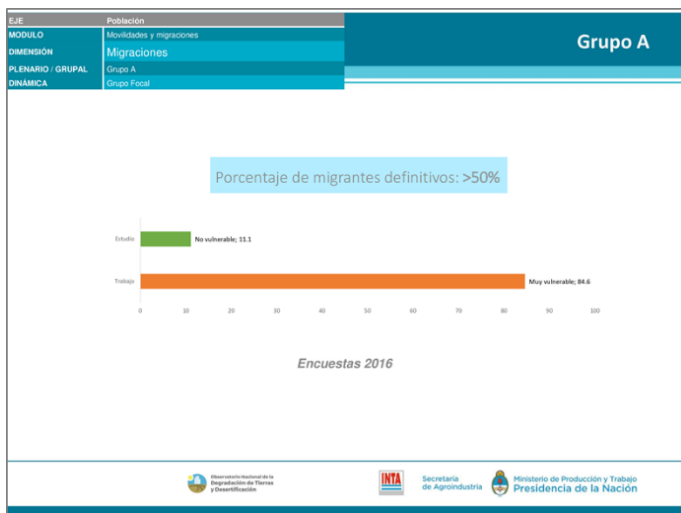 EJE Población
MODULO Movilidades y migraciones
DIMENSIÓN Migraciones
PLENARIO / GRUPAL Grupo A
DINÁMICA Grupo Focal
Grupo A
Porcentaje de migrantes definitivos: >50%
Estudio No vulnerable; 11.1
Trabajo Muy vulnerable; 84.6
0 10 20 30 40 50 60 70 80 90 100
Encuestas 2016
Observatorio Nacional de la
Degradación de Tierras
y Desertificación
INTA
Secretaría
de Agroindustria
Ministerio de Producción y Trabajo
Presidencia de la Nación